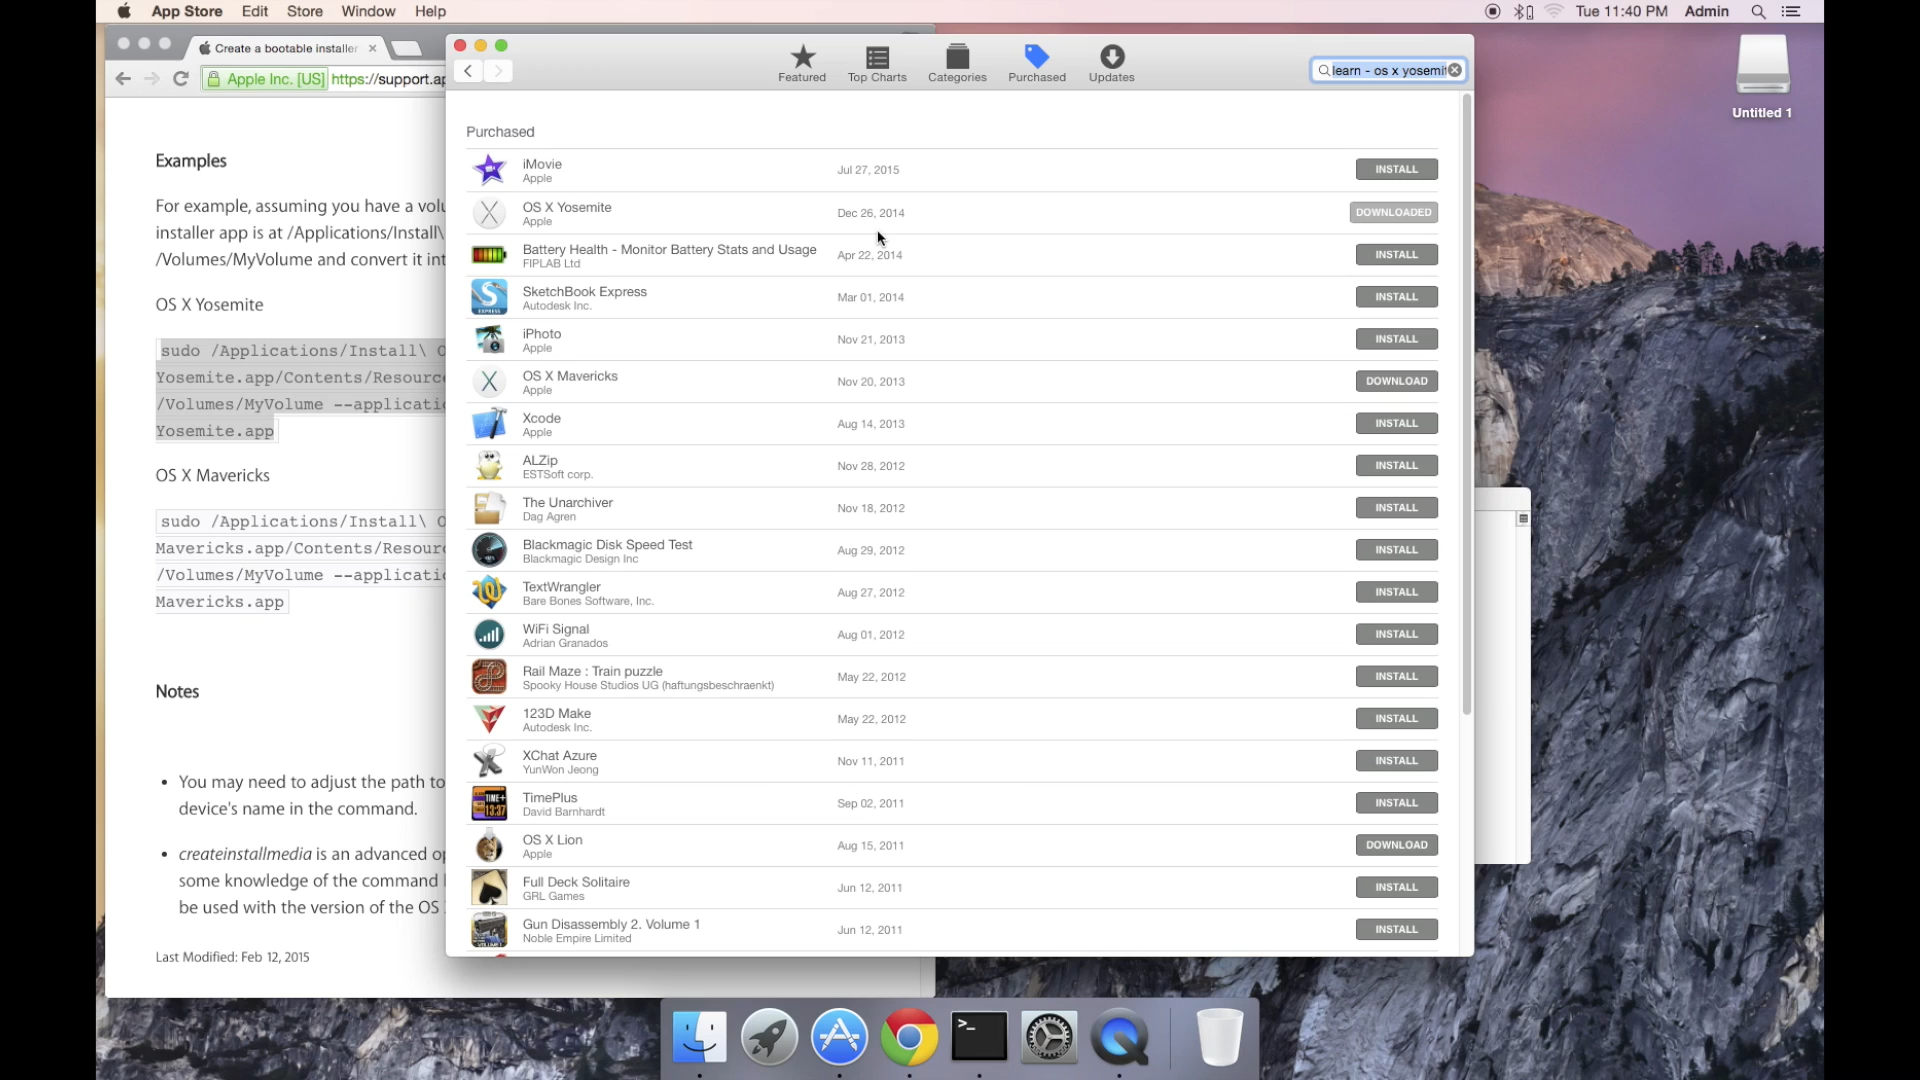 App Store Edit Store Window Help
Tue 11:40 PM Admin
Create a bootable installer
Apple Inc. [US] https://support.ap
Examples
For example, assuming you have a volu
installer app is at /Applications/Install\
/Volumes/MyVolume and convert it int
OS X Yosemite
sudo /Applications/Install\ O
Yosemite.app/Contents/Resource
/Volumes/MyVolume --applicatio
Yosemite.app
OS X Mavericks
sudo /Applications/Install\ O
Mavericks.app/Contents/Resourc
/Volumes/MyVolume --applicatio
Mavericks.app
Notes
• You may need to adjust the path to
device's name in the command.
• createinstallmedia is an advanced op
some knowledge of the command l
be used with the version of the OS
Last Modified: Feb 12, 2015
Featured Top Charts Categories Purchased Updates
learn - os x yosemit
Purchased
iMovie
Apple
Jul 27, 2015
INSTALL
OS X Yosemite
Apple
Dec 26, 2014
DOWNLOADED
Battery Health - Monitor Battery Stats and Usage
FIPLAB Ltd
Apr 22, 2014
INSTALL
EXPRESS
SketchBook Express
Autodesk Inc.
Mar 01, 2014
INSTALL
iPhoto
Apple
Nov 21, 2013
INSTALL
OS X Mavericks
Apple
Nov 20, 2013
DOWNLOAD
Xcode
Apple
Aug 14, 2013
INSTALL
ALZip
ESTSoft corp.
Nov 28, 2012
INSTALL
The Unarchiver
Dag Agren
Nov 18, 2012
INSTALL
Blackmagic Disk Speed Test
Blackmagic Design Inc
Aug 29, 2012
INSTALL
TextWrangler
Bare Bones Software, Inc.
Aug 27, 2012
INSTALL
WiFi Signal
Adrian Granados
Aug 01, 2012
INSTALL
Rail Maze : Train puzzle
Spooky House Studios UG (haftungsbeschraenkt)
May 22, 2012
INSTALL
123D Make
Autodesk Inc.
May 22, 2012
INSTALL
XChat Azure
YunWon Jeong
Nov 11, 2011
INSTALL
TIME+
13:37
TimePlus
David Barnhardt
Sep 02, 2011
INSTALL
OS X Lion
Apple
Aug 15, 2011
DOWNLOAD
Full Deck Solitaire
GRL Games
Jun 12, 2011
INSTALL
Gun Disassembly 2. Volume 1
Noble Empire Limited
Jun 12, 2011
INSTALL
Untitled 1
>_